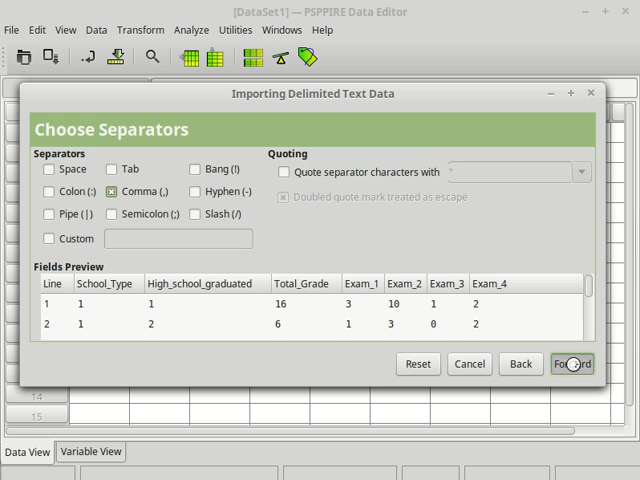 [DataSet1] — PSPPIRE Data Editor
File Edit View Data Transform Analyze Utilities Windows Help
Importing Delimited Text Data
Choose Separators
Separators Quoting
Space Tab Bang (!) Quote separator characters with "
Colon (:) Comma (,) Hyphen (-) Doubled quote mark treated as escape
Pipe (|) Semicolon (;) Slash (/)
Custom
Fields Preview
Line School_Type High_school_graduated Total_Grade Exam_1 Exam_2 Exam_3 Exam_4
1 1 1 16 3 10 1 2
2 1 2 6 1 3 0 2
Reset Cancel Back Forward
14
15
Data View Variable View